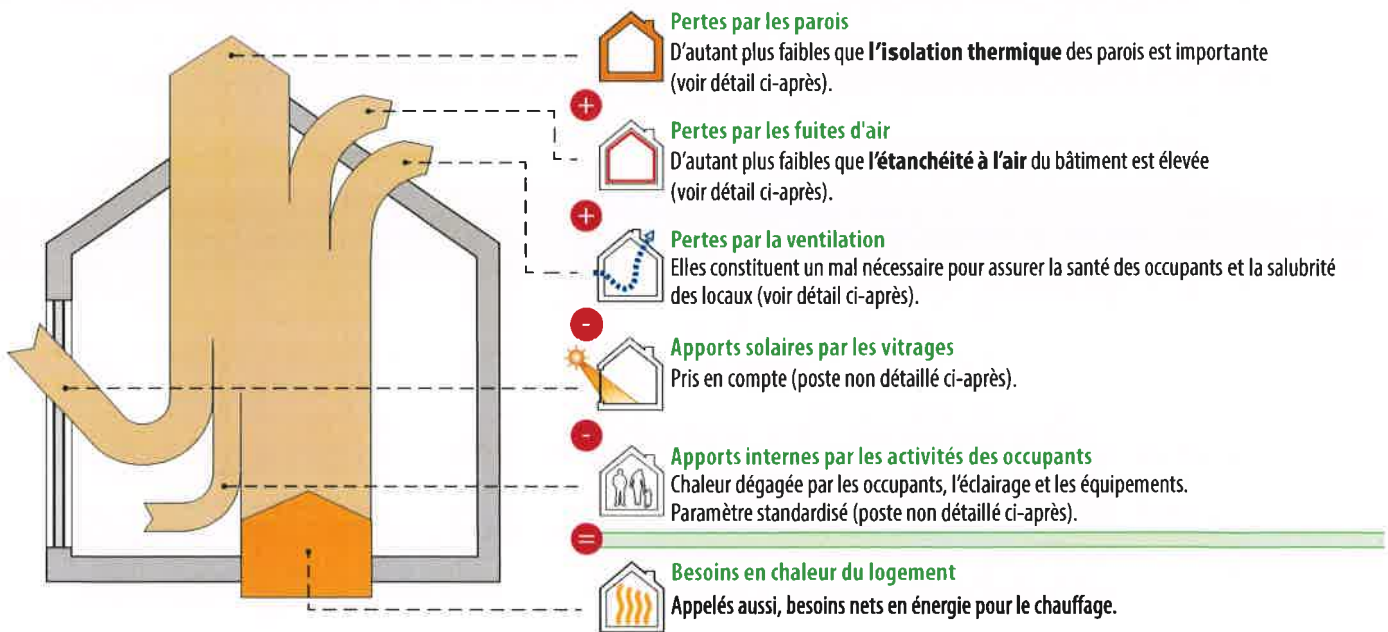 Pertes par les parois
D'autant plus faibles que l'isolation thermique des parois est importante
(voir détail ci-après).
+
Pertes par les fuites d'air
D'autant plus faibles que l'étanchéité à l'air du bâtiment est élevée
(voir détail ci-après).
+
Pertes par la ventilation
Elles constituent un mal nécessaire pour assurer la santé des occupants et la salubrité
des locaux (voir détail ci-après).
-
Apports solaires par les vitrages
Pris en compte (poste non détaillé ci-après).
-
Apports internes par les activités des occupants
Chaleur dégagée par les occupants, l'éclairage et les équipements.
Paramètre standardisé (poste non détaillé ci-après).
=
Besoins en chaleur du logement
Appelés aussi, besoins nets en énergie pour le chauffage.